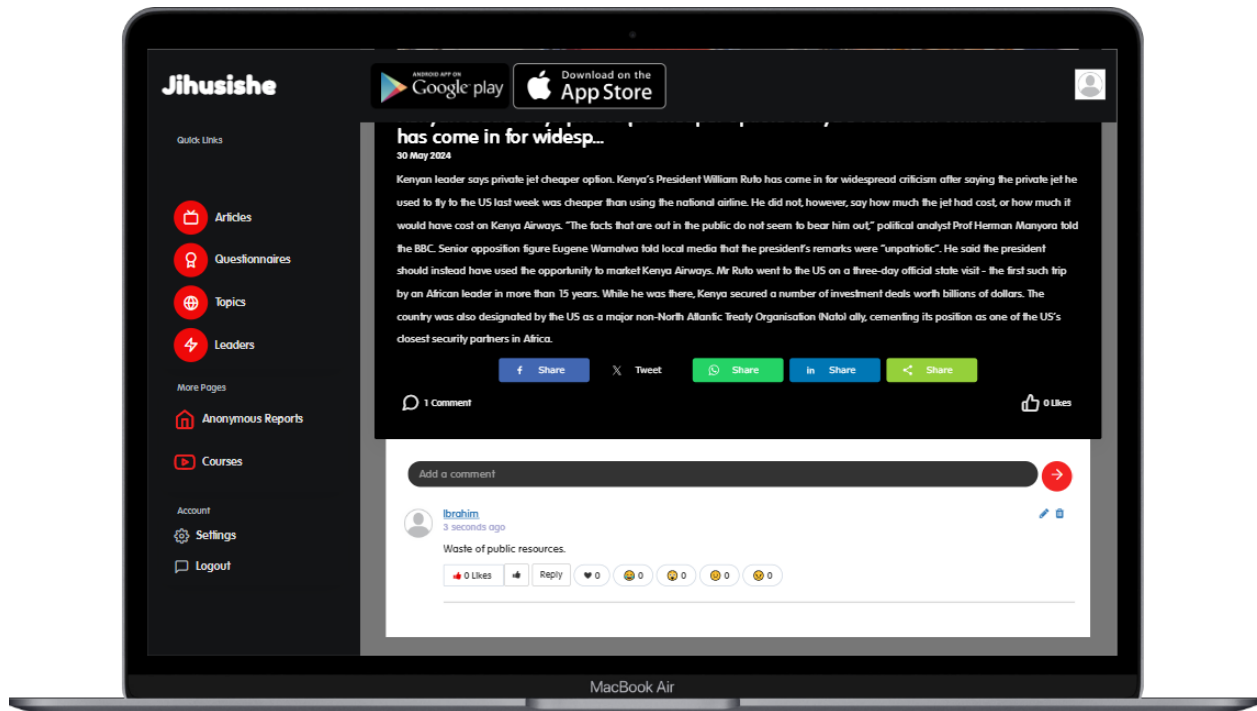 Jihusishe
ANDROID APP ON
Google play
Download on the
App Store
Quick Links
Articles
Questionnaires
Topics
Leaders
More Pages
Anonymous Reports
Courses
Account
Settings
Logout
has come in for widesp...
30 May 2024
Kenyan leader says private jet cheaper option. Kenya's President William Ruto has come in for widespread criticism after saying the private jet he
used to fly to the US last week was cheaper than using the national airline. He did not, however, say how much the jet had cost, or how much it
would have cost on Kenya Airways. "The facts that are out in the public do not seem to bear him out," political analyst Prof Herman Manyora told
the BBC. Senior opposition figure Eugene Wamalwa told local media that the president's remarks were "unpatriotic". He said the president
should instead have used the opportunity to market Kenya Airways. Mr Ruto went to the US on a three-day official state visit - the first such trip
by an African leader in more than 15 years. While he was there, Kenya secured a number of investment deals worth billions of dollars. The
country was also designated by the US as a major non-North Atlantic Treaty Organisation (Nato) ally, cementing its position as one of the US's
closest security partners in Africa.
Share Tweet Share Share Share
1 Comment
0 Likes
Add a comment
Ibrahim
3 seconds ago
Waste of public resources.
0 Likes Reply 0 0 0 0 0
MacBook Air